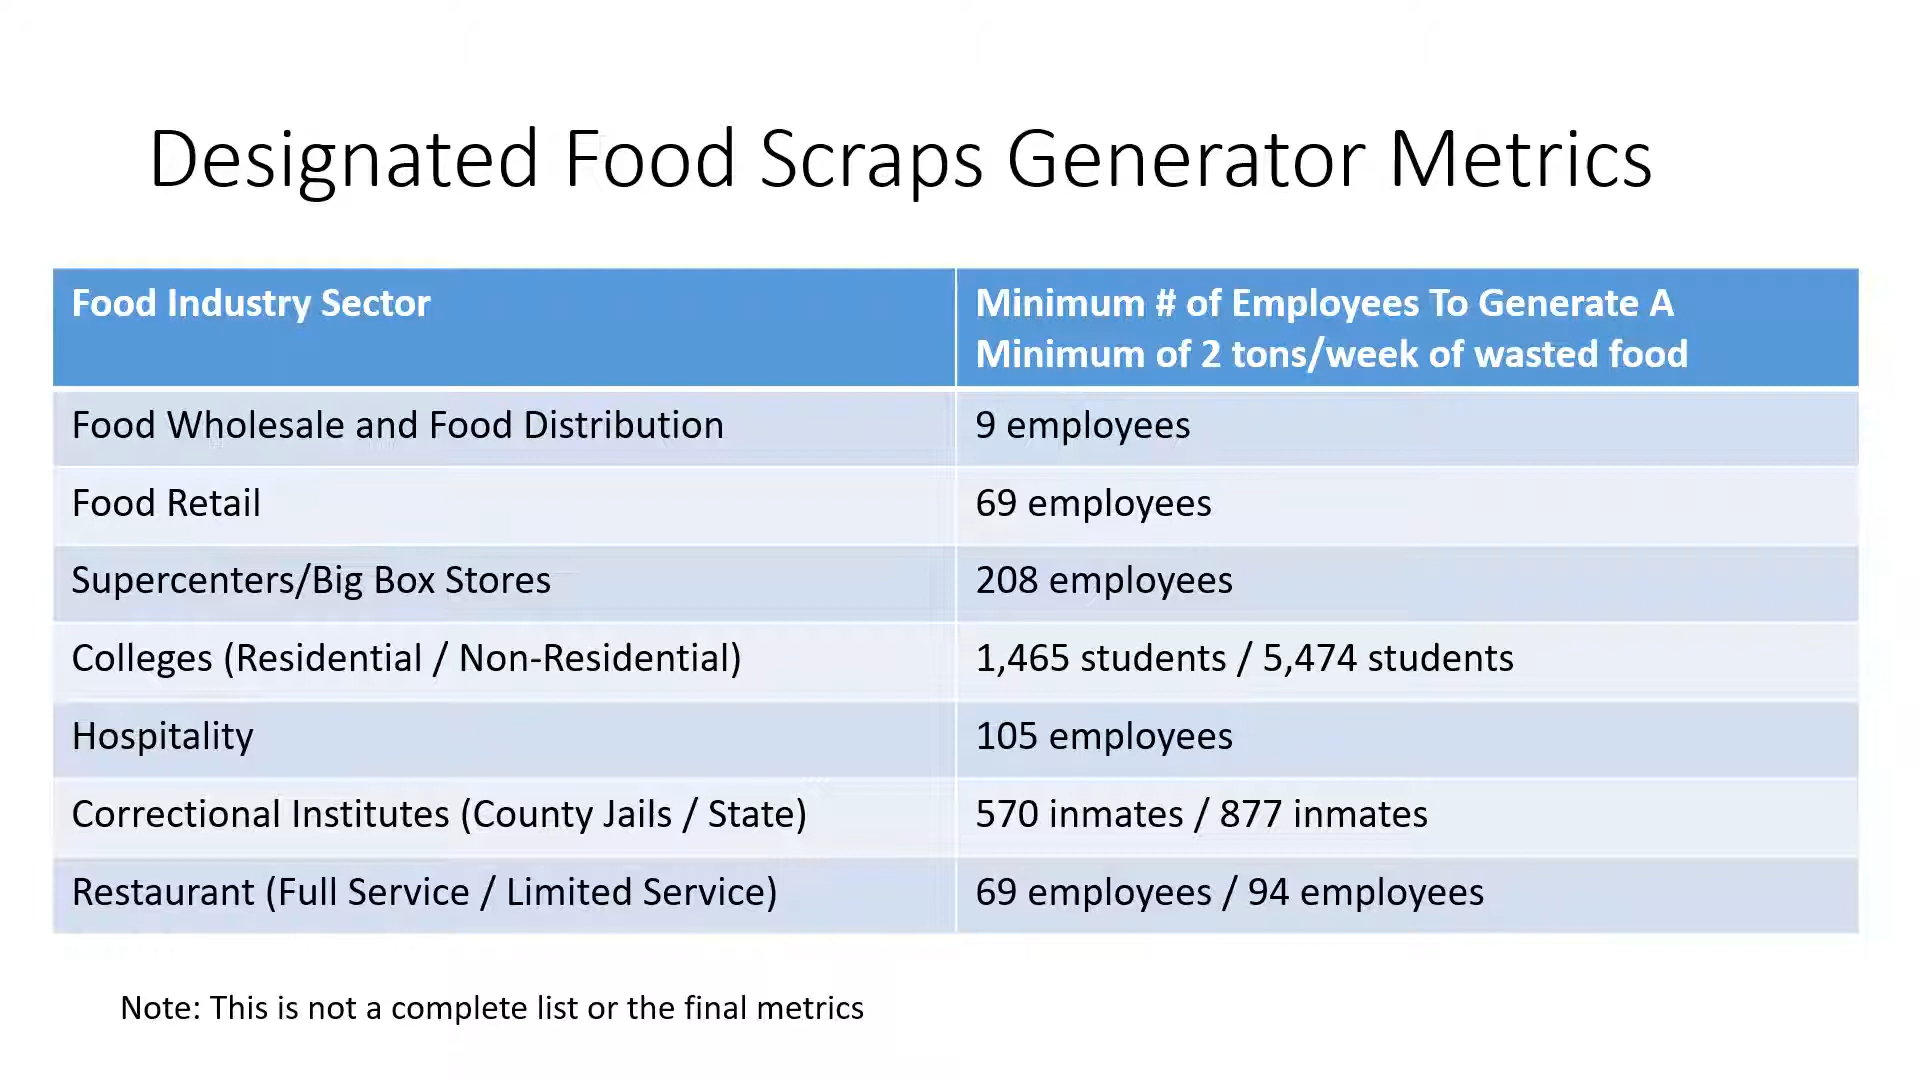 Designated Food Scraps Generator Metrics
Food Industry Sector
Minimum # of Employees To Generate A
Minimum of 2 tons/week of wasted food
Food Wholesale and Food Distribution
9 employees
Food Retail
69 employees
Supercenters/Big Box Stores
208 employees
Colleges (Residential / Non-Residential)
1,465 students / 5,474 students
Hospitality
105 employees
Correctional Institutes (County Jails / State)
570 inmates / 877 inmates
Restaurant (Full Service / Limited Service)
69 employees / 94 employees
Note: This is not a complete list or the final metrics